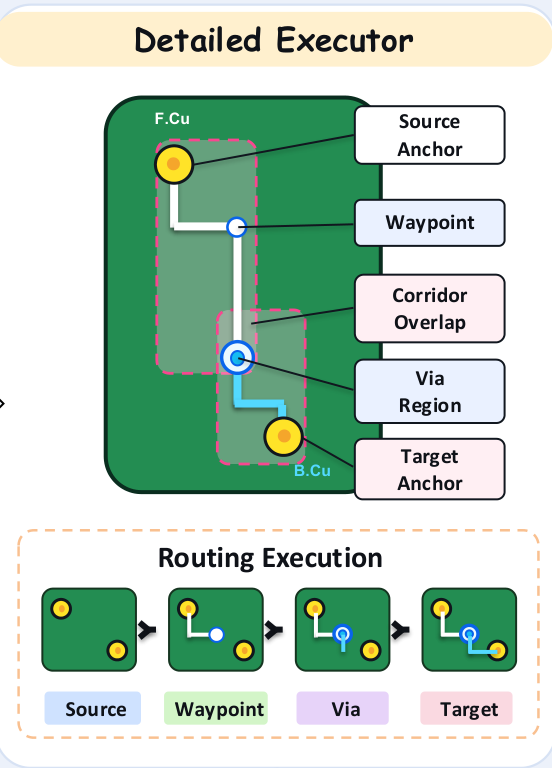 Detailed Executor
F.Cu
Source
Anchor
Waypoint
Corridor
Overlap
Via
Region
Target
Anchor
B.Cu
Routing Execution
Source
Waypoint
Via
Target